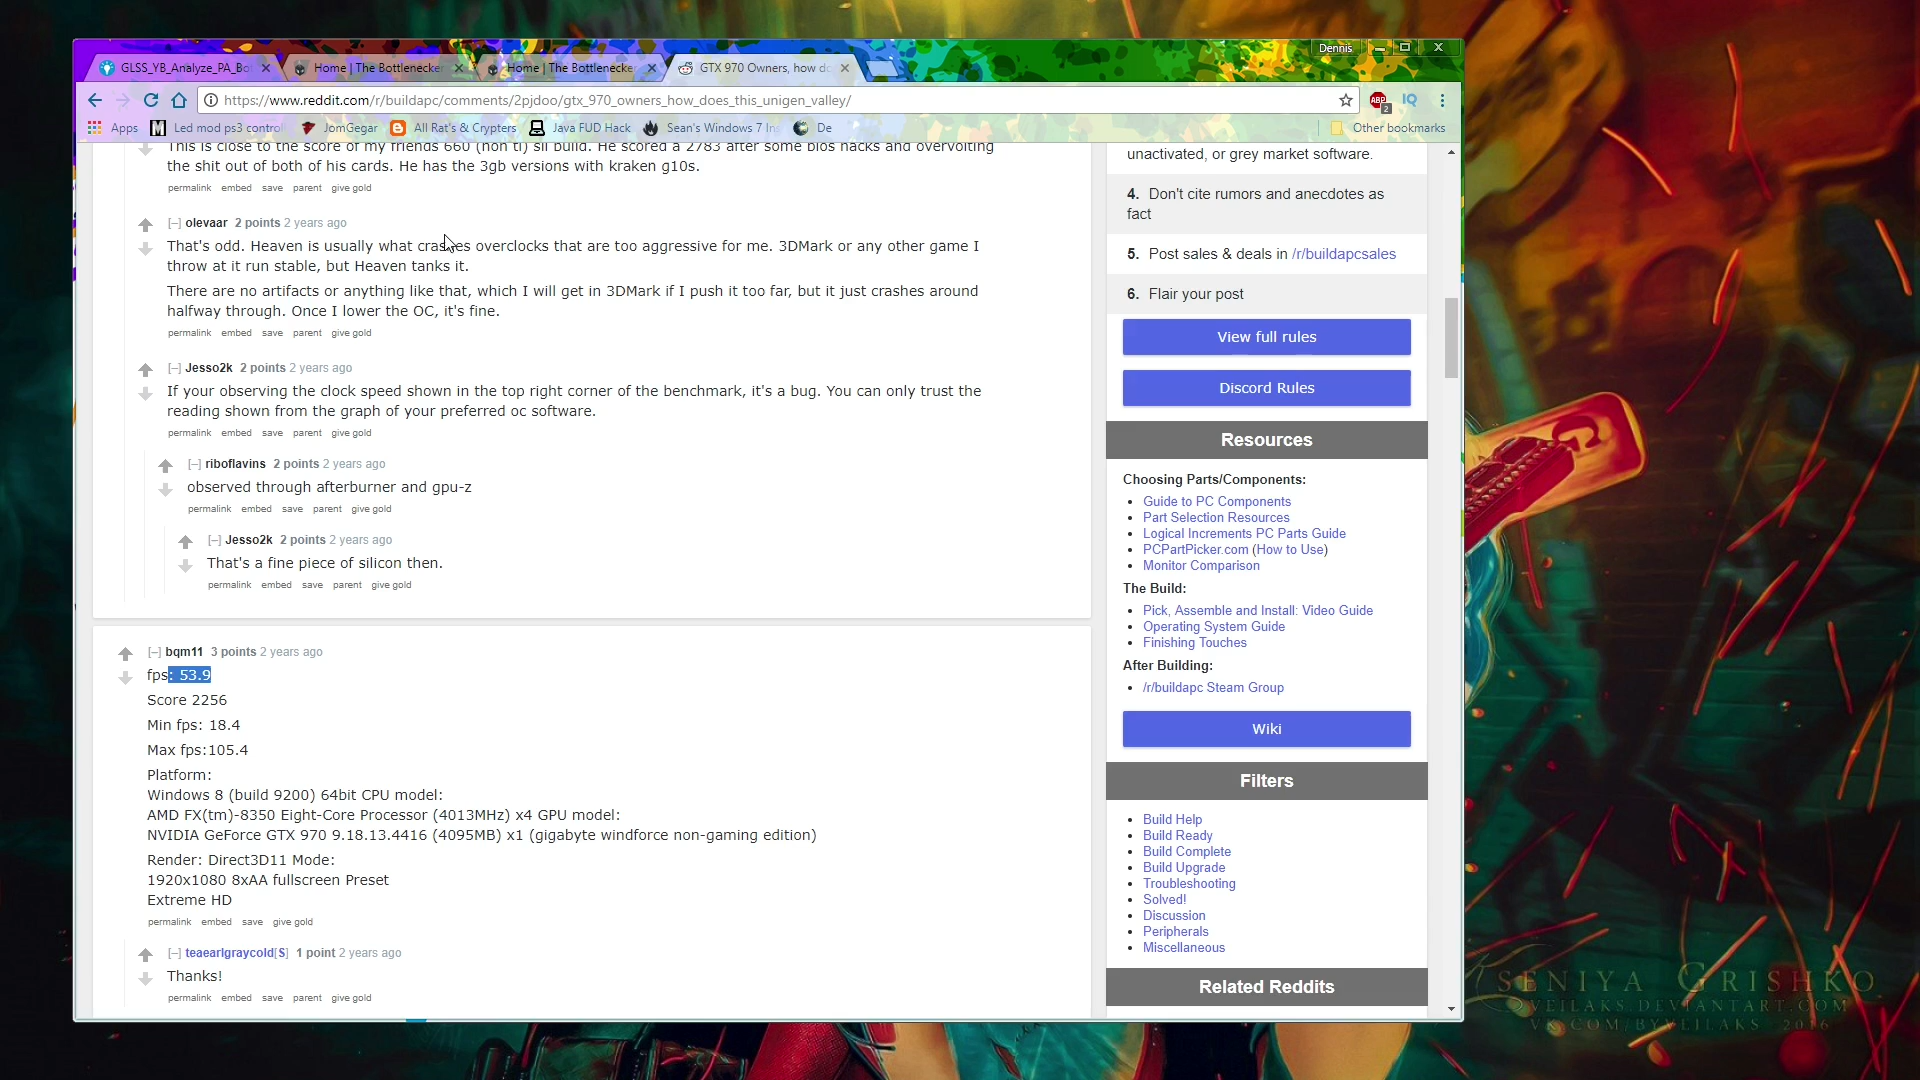 Dennis
GLSS_YB_Analyze_PA_Bo
Home | The Bottlenecke
Home | The Bottlenecke
GTX 970 Owners, how do
https://www.reddit.com/r/buildapc/comments/2pjdoo/gtx_970_owners_how_does_this_unigen_valley/
ABP
2
IQ
Apps
Led mod ps3 control
JomGegar
All Rat's & Crypters
Java FUD Hack
Sean's Windows 7 In
De
Other bookmarks
This is close to the score of my friends 660 (non ti) sli build. He scored a 2783 after some bios hacks and overvolting
the shit out of both of his cards. He has the 3gb versions with kraken g10s.
permalink embed save parent give gold
[–] olevaar 2 points 2 years ago
That's odd. Heaven is usually what crashes overclocks that are too aggressive for me. 3DMark or any other game I
throw at it run stable, but Heaven tanks it.
There are no artifacts or anything like that, which I will get in 3DMark if I push it too far, but it just crashes around
halfway through. Once I lower the OC, it's fine.
permalink embed save parent give gold
[–] Jesso2k 2 points 2 years ago
If your observing the clock speed shown in the top right corner of the benchmark, it's a bug. You can only trust the
reading shown from the graph of your preferred oc software.
permalink embed save parent give gold
[–] riboflavins 2 points 2 years ago
observed through afterburner and gpu-z
permalink embed save parent give gold
[–] Jesso2k 2 points 2 years ago
That's a fine piece of silicon then.
permalink embed save parent give gold
[–] bqm11 3 points 2 years ago
fps: 53.9
Score 2256
Min fps: 18.4
Max fps:105.4
Platform:
Windows 8 (build 9200) 64bit CPU model:
AMD FX(tm)-8350 Eight-Core Processor (4013MHz) x4 GPU model:
NVIDIA GeForce GTX 970 9.18.13.4416 (4095MB) x1 (gigabyte windforce non-gaming edition)
Render: Direct3D11 Mode:
1920x1080 8xAA fullscreen Preset
Extreme HD
permalink embed save give gold
[–] teaearlgraycold[S] 1 point 2 years ago
Thanks!
permalink embed save parent give gold
unactivated, or grey market software.
4. Don't cite rumors and anecdotes as
fact
5. Post sales & deals in /r/buildapcsales
6. Flair your post
View full rules
Discord Rules
Resources
Choosing Parts/Components:
Guide to PC Components
Part Selection Resources
Logical Increments PC Parts Guide
PCPartPicker.com (How to Use)
Monitor Comparison
The Build:
Pick, Assemble and Install: Video Guide
Operating System Guide
Finishing Touches
After Building:
/r/buildapc Steam Group
Wiki
Filters
Build Help
Build Ready
Build Complete
Build Upgrade
Troubleshooting
Solved!
Discussion
Peripherals
Miscellaneous
Related Reddits
KSENIYA GRISHKO
VEILAKS.DEVIANTART.COM
VK.COM/BYVEILAKS 2016